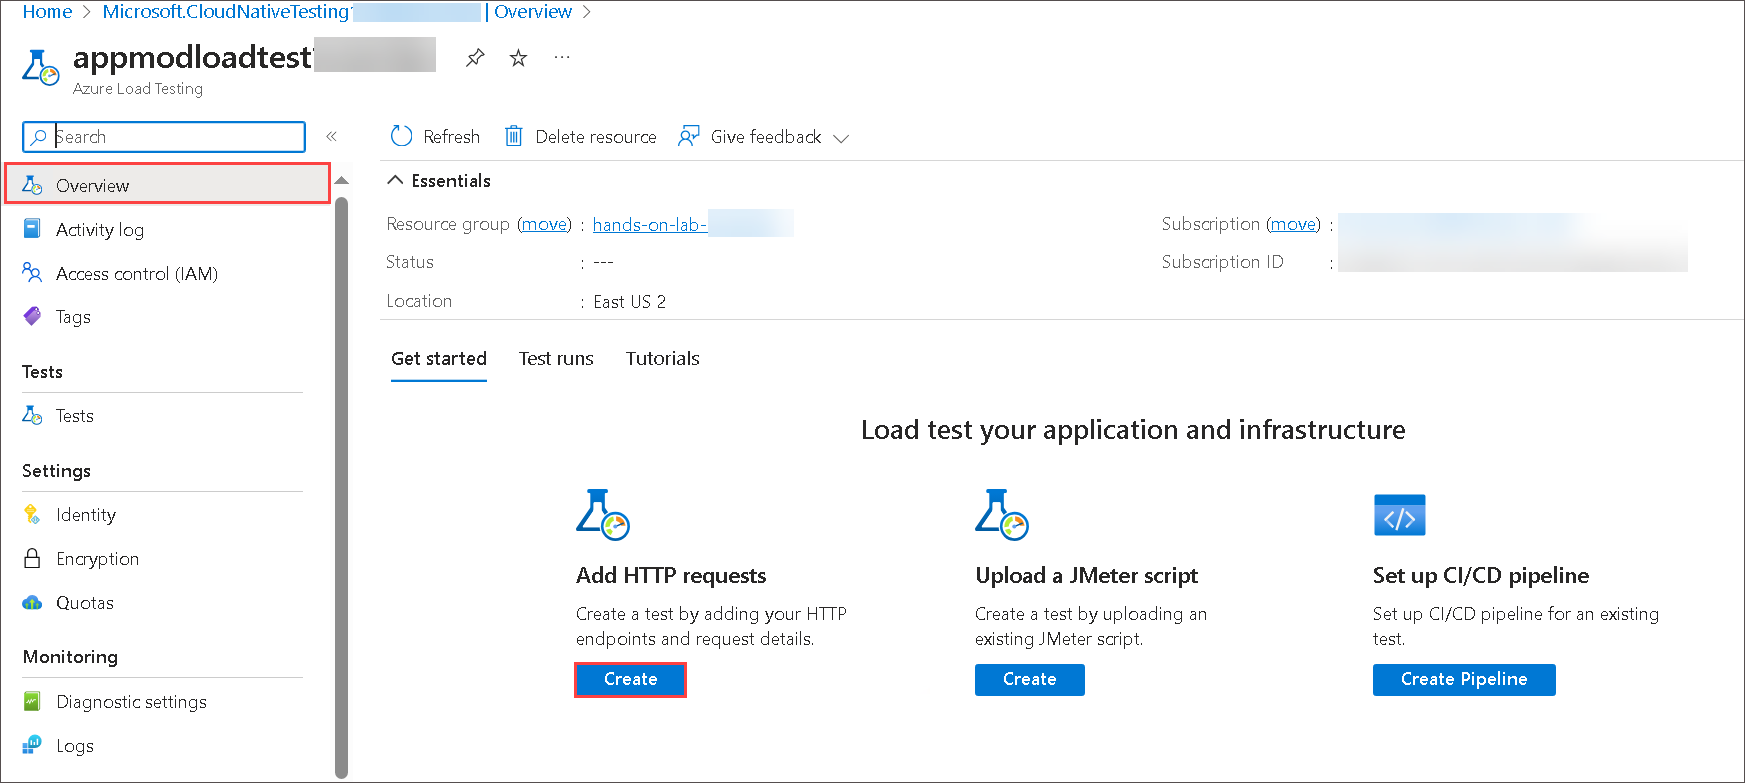 Home > Microsoft.CloudNativeTesting | Overview >
appmodloadtest
Azure Load Testing
Search
«
Overview
Activity log
Access control (IAM)
Tags
Tests
Tests
Settings
Identity
Encryption
Quotas
Monitoring
Diagnostic settings
Logs
Refresh Delete resource Give feedback
Essentials
Resource group (move) : hands-on-lab-
Status : ---
Location : East US 2
Subscription (move) :
Subscription ID :
Get started Test runs Tutorials
Load test your application and infrastructure
Add HTTP requests
Create a test by adding your HTTP
endpoints and request details.
Create
Upload a JMeter script
Create a test by uploading an
existing JMeter script.
Create
Set up CI/CD pipeline
Set up CI/CD pipeline for an existing
test.
Create Pipeline